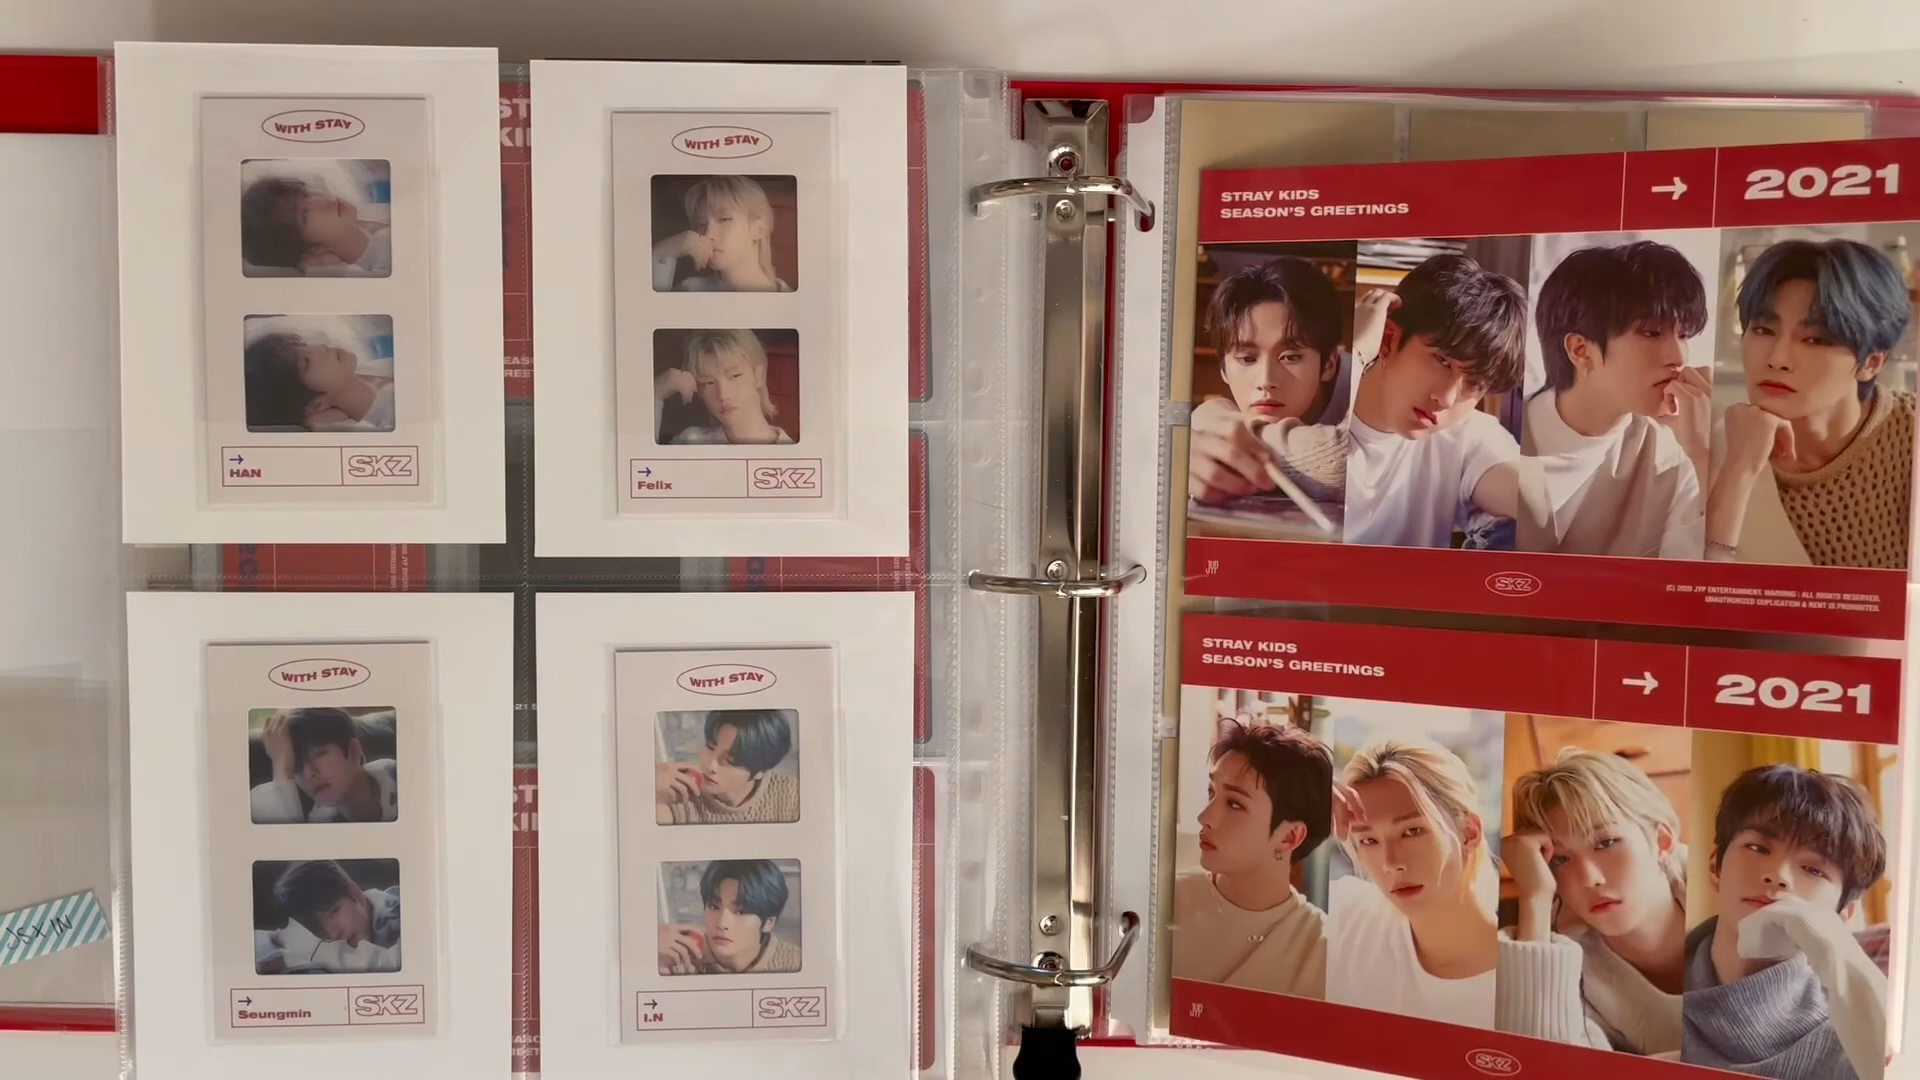 WITH STAY
→
HAN
SKZ
WITH STAY
→
Felix
SKZ
WITH STAY
→
Seungmin
SKZ
WITH STAY
→
I.N
SKZ
JSX IN
STRAY KIDS
SEASON'S GREETINGS
→
2021
JYP
SKZ
(C) 2020 JYP ENTERTAINMENT. WARNING : ALL RIGHTS RESERVED.
UNAUTHORIZED DUPLICATION & RENT IS PROHIBITED.
STRAY KIDS
SEASON'S GREETINGS
→
2021
JYP
SKZ